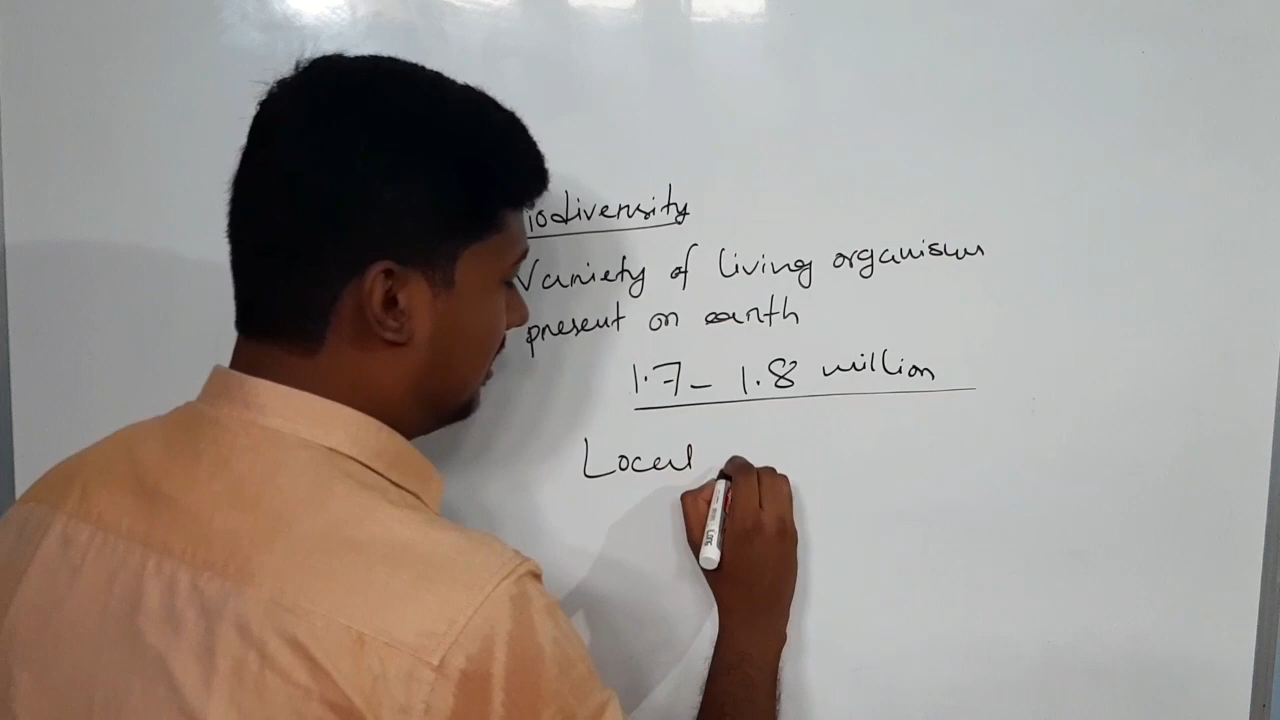 iodiversity
Variety of living organisms
present on earth
1.7 - 1.8 million
Local